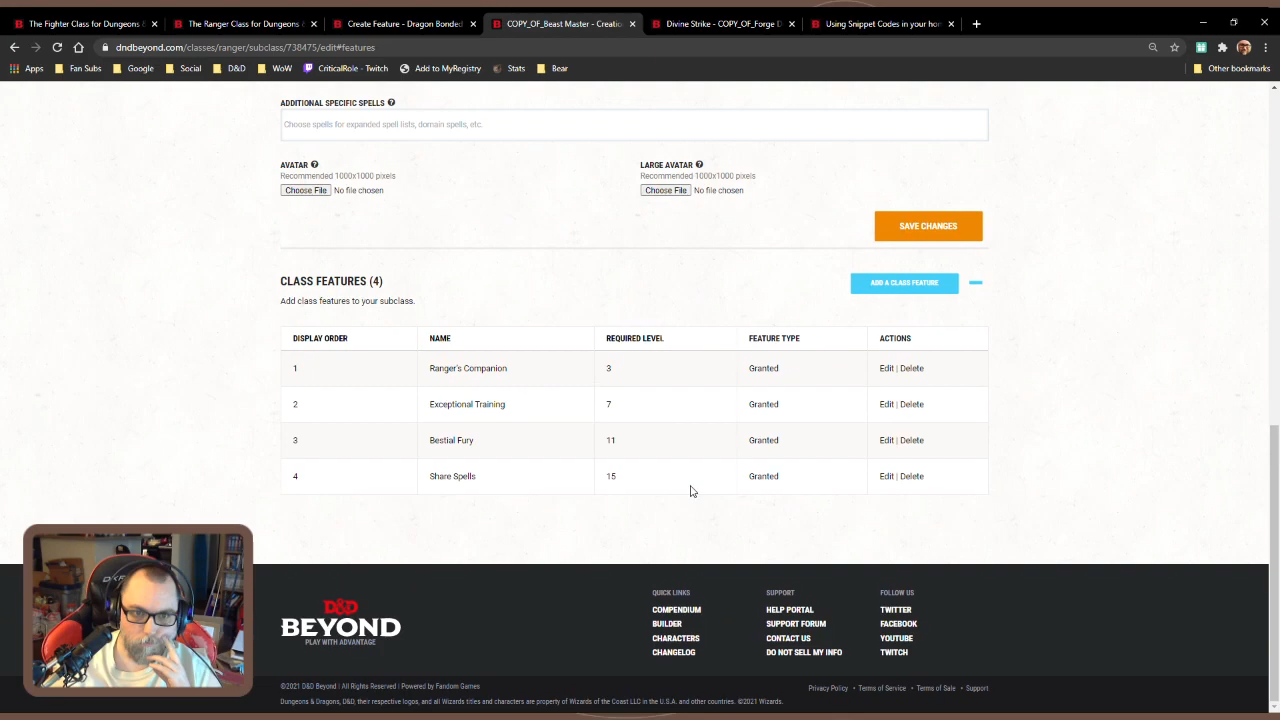 The Fighter Class for Dungeons &
The Ranger Class for Dungeons &
Create Feature - Dragon Bonded
COPY_OF_Beast Master - Creatio
Divine Strike - COPY_OF_Forge D
Using Snippet Codes in your hom
dndbeyond.com/classes/ranger/subclass/738475/edit#features
Apps
Fan Subs
Google
Social
D&D
WoW
CriticalRole - Twitch
Add to MyRegistry
Stats
Bear
Other bookmarks
ADDITIONAL SPECIFIC SPELLS
Choose spells for expanded spell lists, domain spells, etc.
AVATAR
LARGE AVATAR
Recommended 1000x1000 pixels
Recommended 1000x1000 pixels
Choose File No file chosen
Choose File No file chosen
SAVE CHANGES
CLASS FEATURES (4)
ADD A CLASS FEATURE
Add class features to your subclass.
DISPLAY ORDER NAME REQUIRED LEVEL FEATURE TYPE ACTIONS
1 Ranger's Companion 3 Granted Edit | Delete
2 Exceptional Training 7 Granted Edit | Delete
3 Bestial Fury 11 Granted Edit | Delete
4 Share Spells 15 Granted Edit | Delete
D&D
BEYOND
PLAY WITH ADVANTAGE
QUICK LINKS
COMPENDIUM
BUILDER
CHARACTERS
CHANGELOG
SUPPORT
HELP PORTAL
SUPPORT FORUM
CONTACT US
DO NOT SELL MY INFO
FOLLOW US
TWITTER
FACEBOOK
YOUTUBE
TWITCH
©2021 D&D Beyond | All Rights Reserved | Powered by Fandom Games
Privacy Policy • Terms of Service • Terms of Sale • Support
Dungeons & Dragons, D&D, their respective logos, and all Wizards titles and characters are property of Wizards of the Coast LLC in the U.S.A. and other countries. ©2021 Wizards.